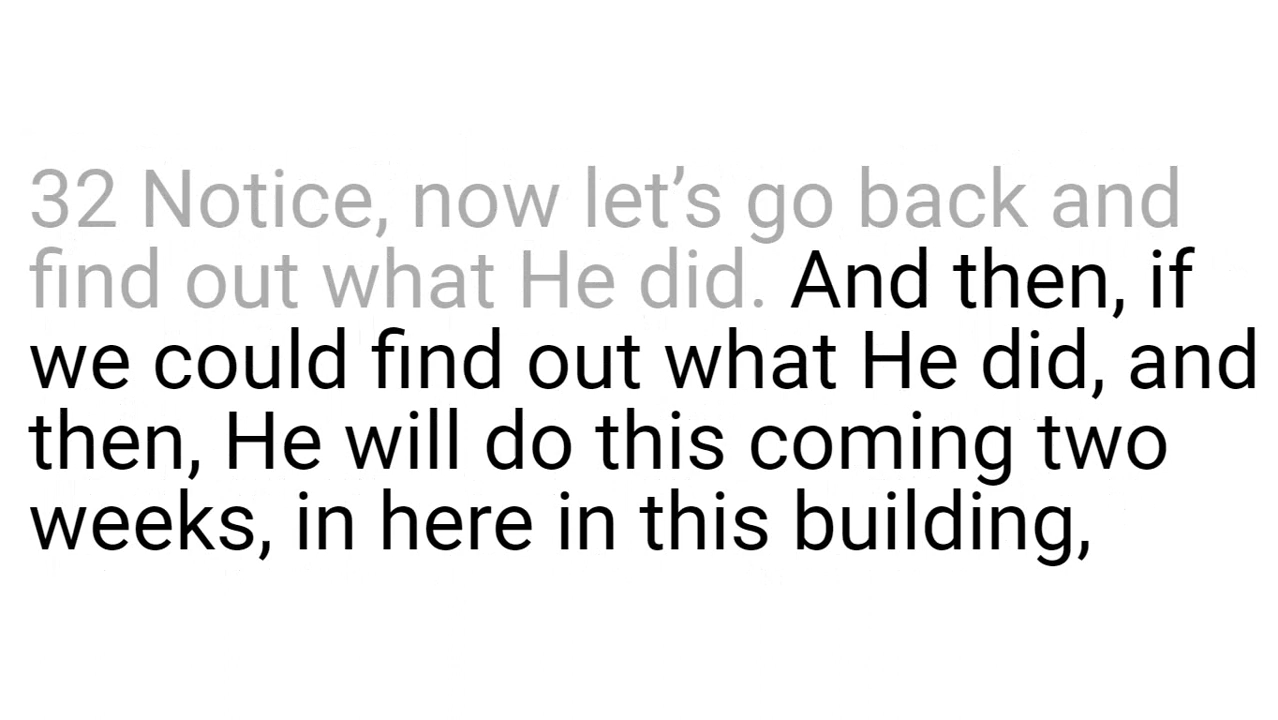 32 Notice, now let’s go back and
find out what He did. And then, if
we could find out what He did, and
then, He will do this coming two
weeks, in here in this building,